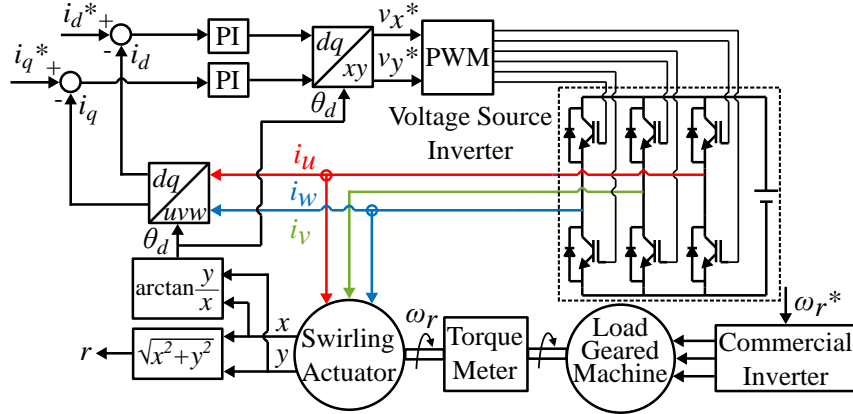 i_d* + PI dq v_x*
- i_d xy PWM
i_q* + PI v_y*
- i_q θ_d
Voltage Source
Inverter
dq i_u
uvw i_w
θ_d i_v
arctan y/x
ω_r*
r √x²+y² x Swirling ω_r Torque Load Commercial
y Actuator Meter Geared Inverter
Machine